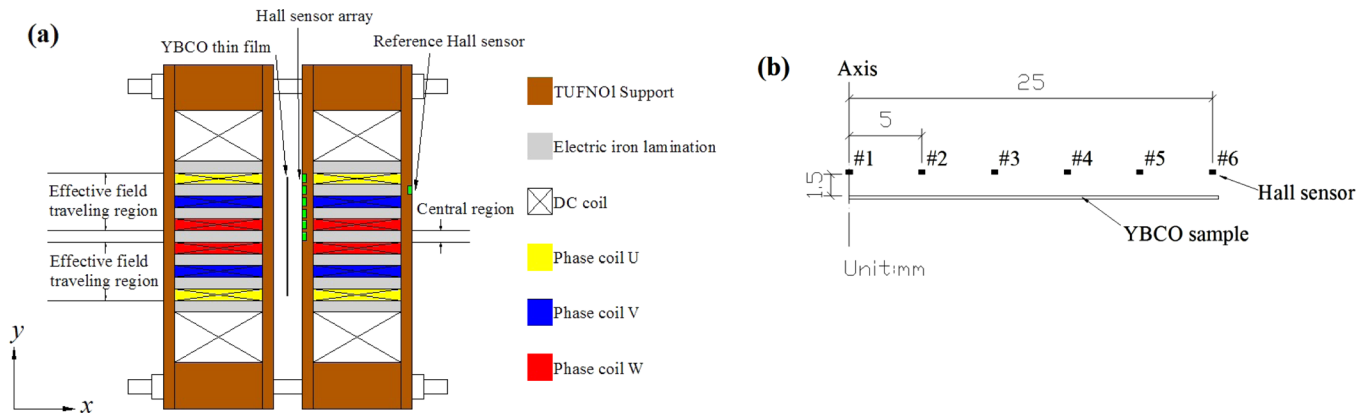 (a)
Hall sensor array
YBCO thin film
Reference Hall sensor
Effective field
traveling region
Effective field
traveling region
Central region
y
x
TUFNOl Support
Electric iron lamination
DC coil
Phase coil U
Phase coil V
Phase coil W
(b)
Axis
25
5
#1 #2 #3 #4 #5 #6
1.5
Hall sensor
YBCO sample
Unit:mm